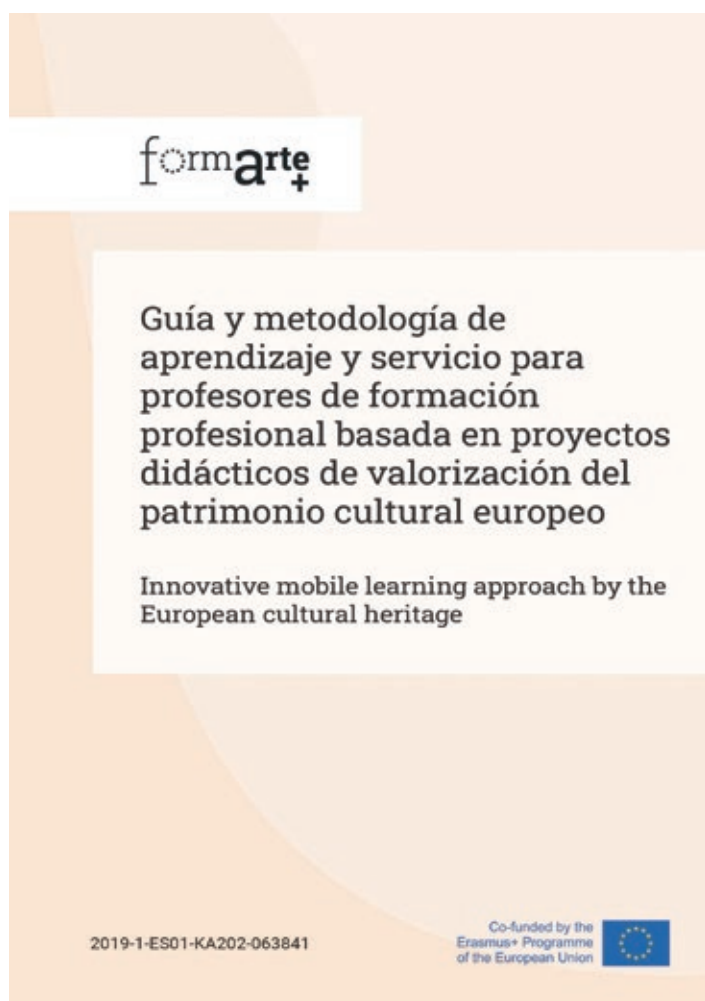 formarte+
Guía y metodología de
aprendizaje y servicio para
profesores de formación
profesional basada en proyectos
didácticos de valorización del
patrimonio cultural europeo
Innovative mobile learning approach by the
European cultural heritage
2019-1-ES01-KA202-063841
Co-funded by the
Erasmus+ Programme
of the European Union